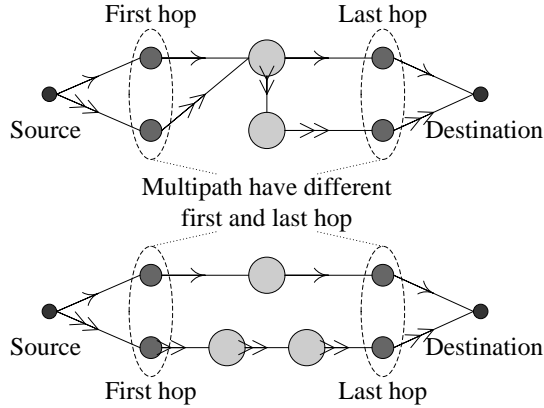 First hop
Last hop
Source
Destination
Multipath have different
first and last hop
Source
Destination
First hop
Last hop